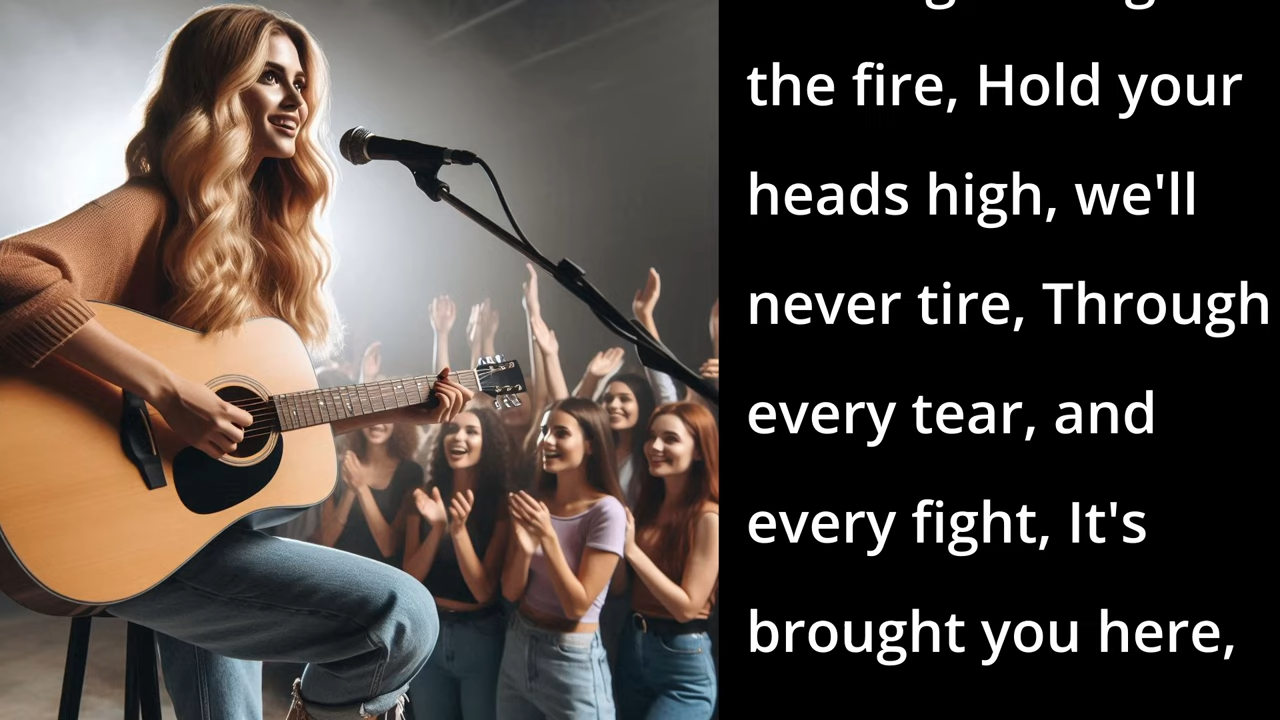 the fire, Hold your
heads high, we'll
never tire, Through
every tear, and
every fight, It's
brought you here,